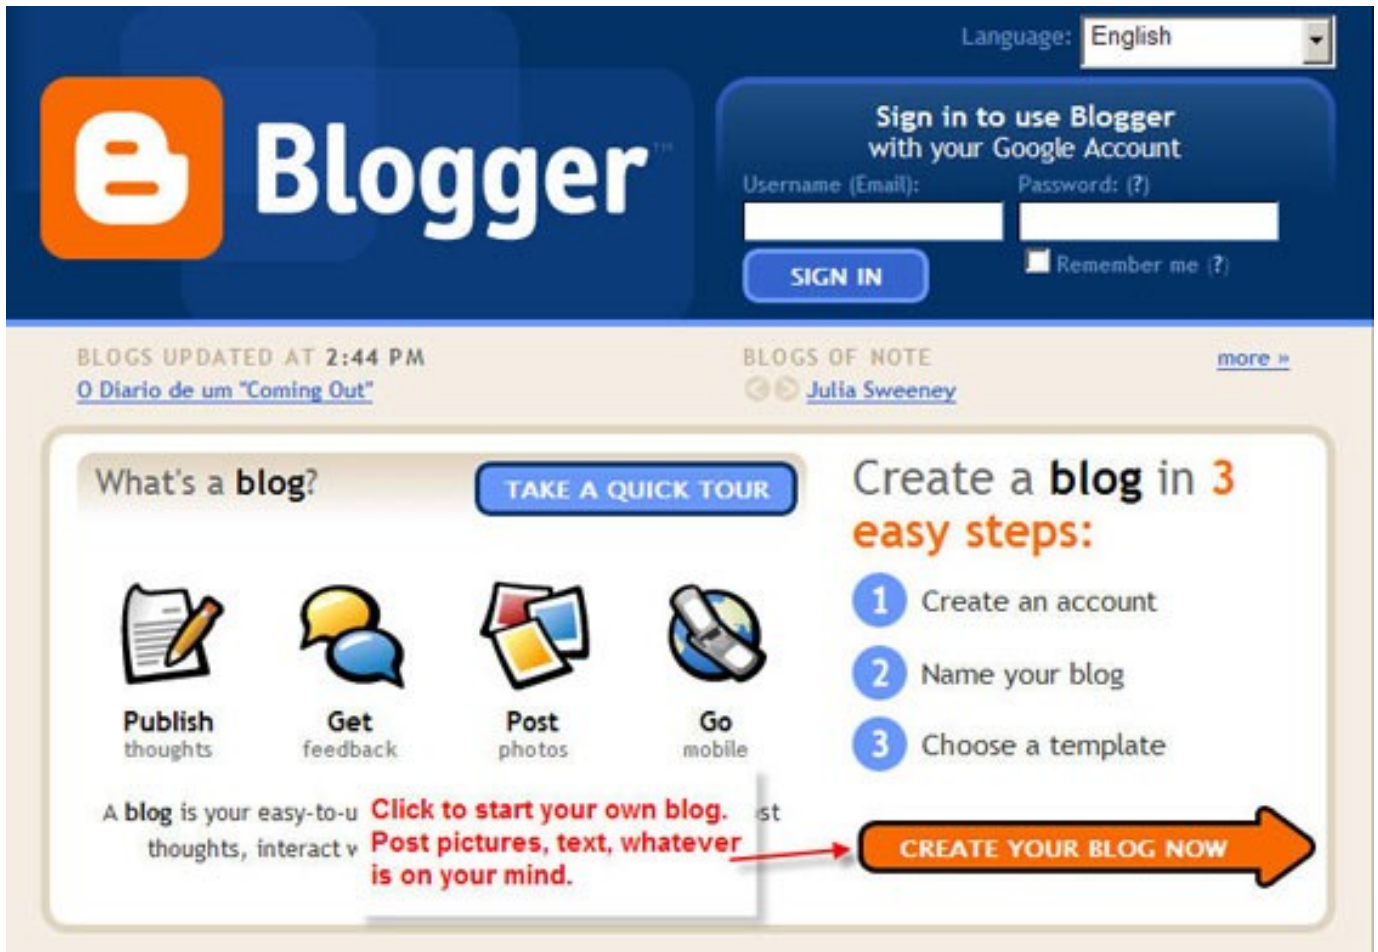 Language: English
Blogger™
Sign in to use Blogger
with your Google Account
Username (Email): Password: (?)
SIGN IN
Remember me (?)
BLOGS UPDATED AT 2:44 PM
O Diario de um "Coming Out"
BLOGS OF NOTE
more »
Julia Sweeney
What's a blog?
TAKE A QUICK TOUR
Publish
thoughts
Get
feedback
Post
photos
Go
mobile
A blog is your easy-to-u
st
thoughts, interact
Click to start your own blog.
Post pictures, text, whatever
is on your mind.
Create a blog in 3
easy steps:
1 Create an account
2 Name your blog
3 Choose a template
CREATE YOUR BLOG NOW